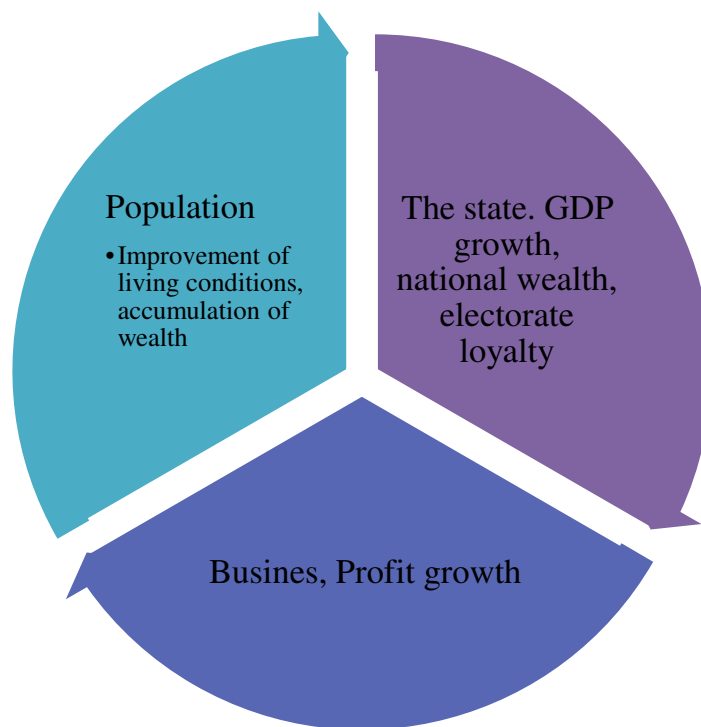 Population
•Improvement of
living conditions,
accumulation of
wealth
The state. GDP
growth,
national wealth,
electorate
loyalty
Busines, Profit growth